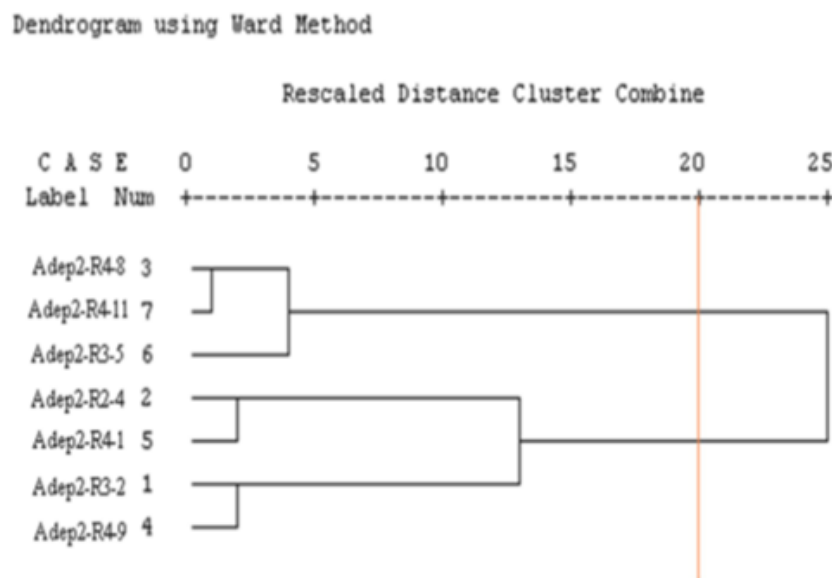 Dendrogram using Ward Method
Rescaled Distance Cluster Combine
C A S E 0 5 10 15 20 25
Label Num +---------+---------+---------+---------+---------+
Adep2-R4-8 3
Adep2-R4-11 7
Adep2-R3-5 6
Adep2-R2-4 2
Adep2-R4-1 5
Adep2-R3-2 1
Adep2-R4-9 4